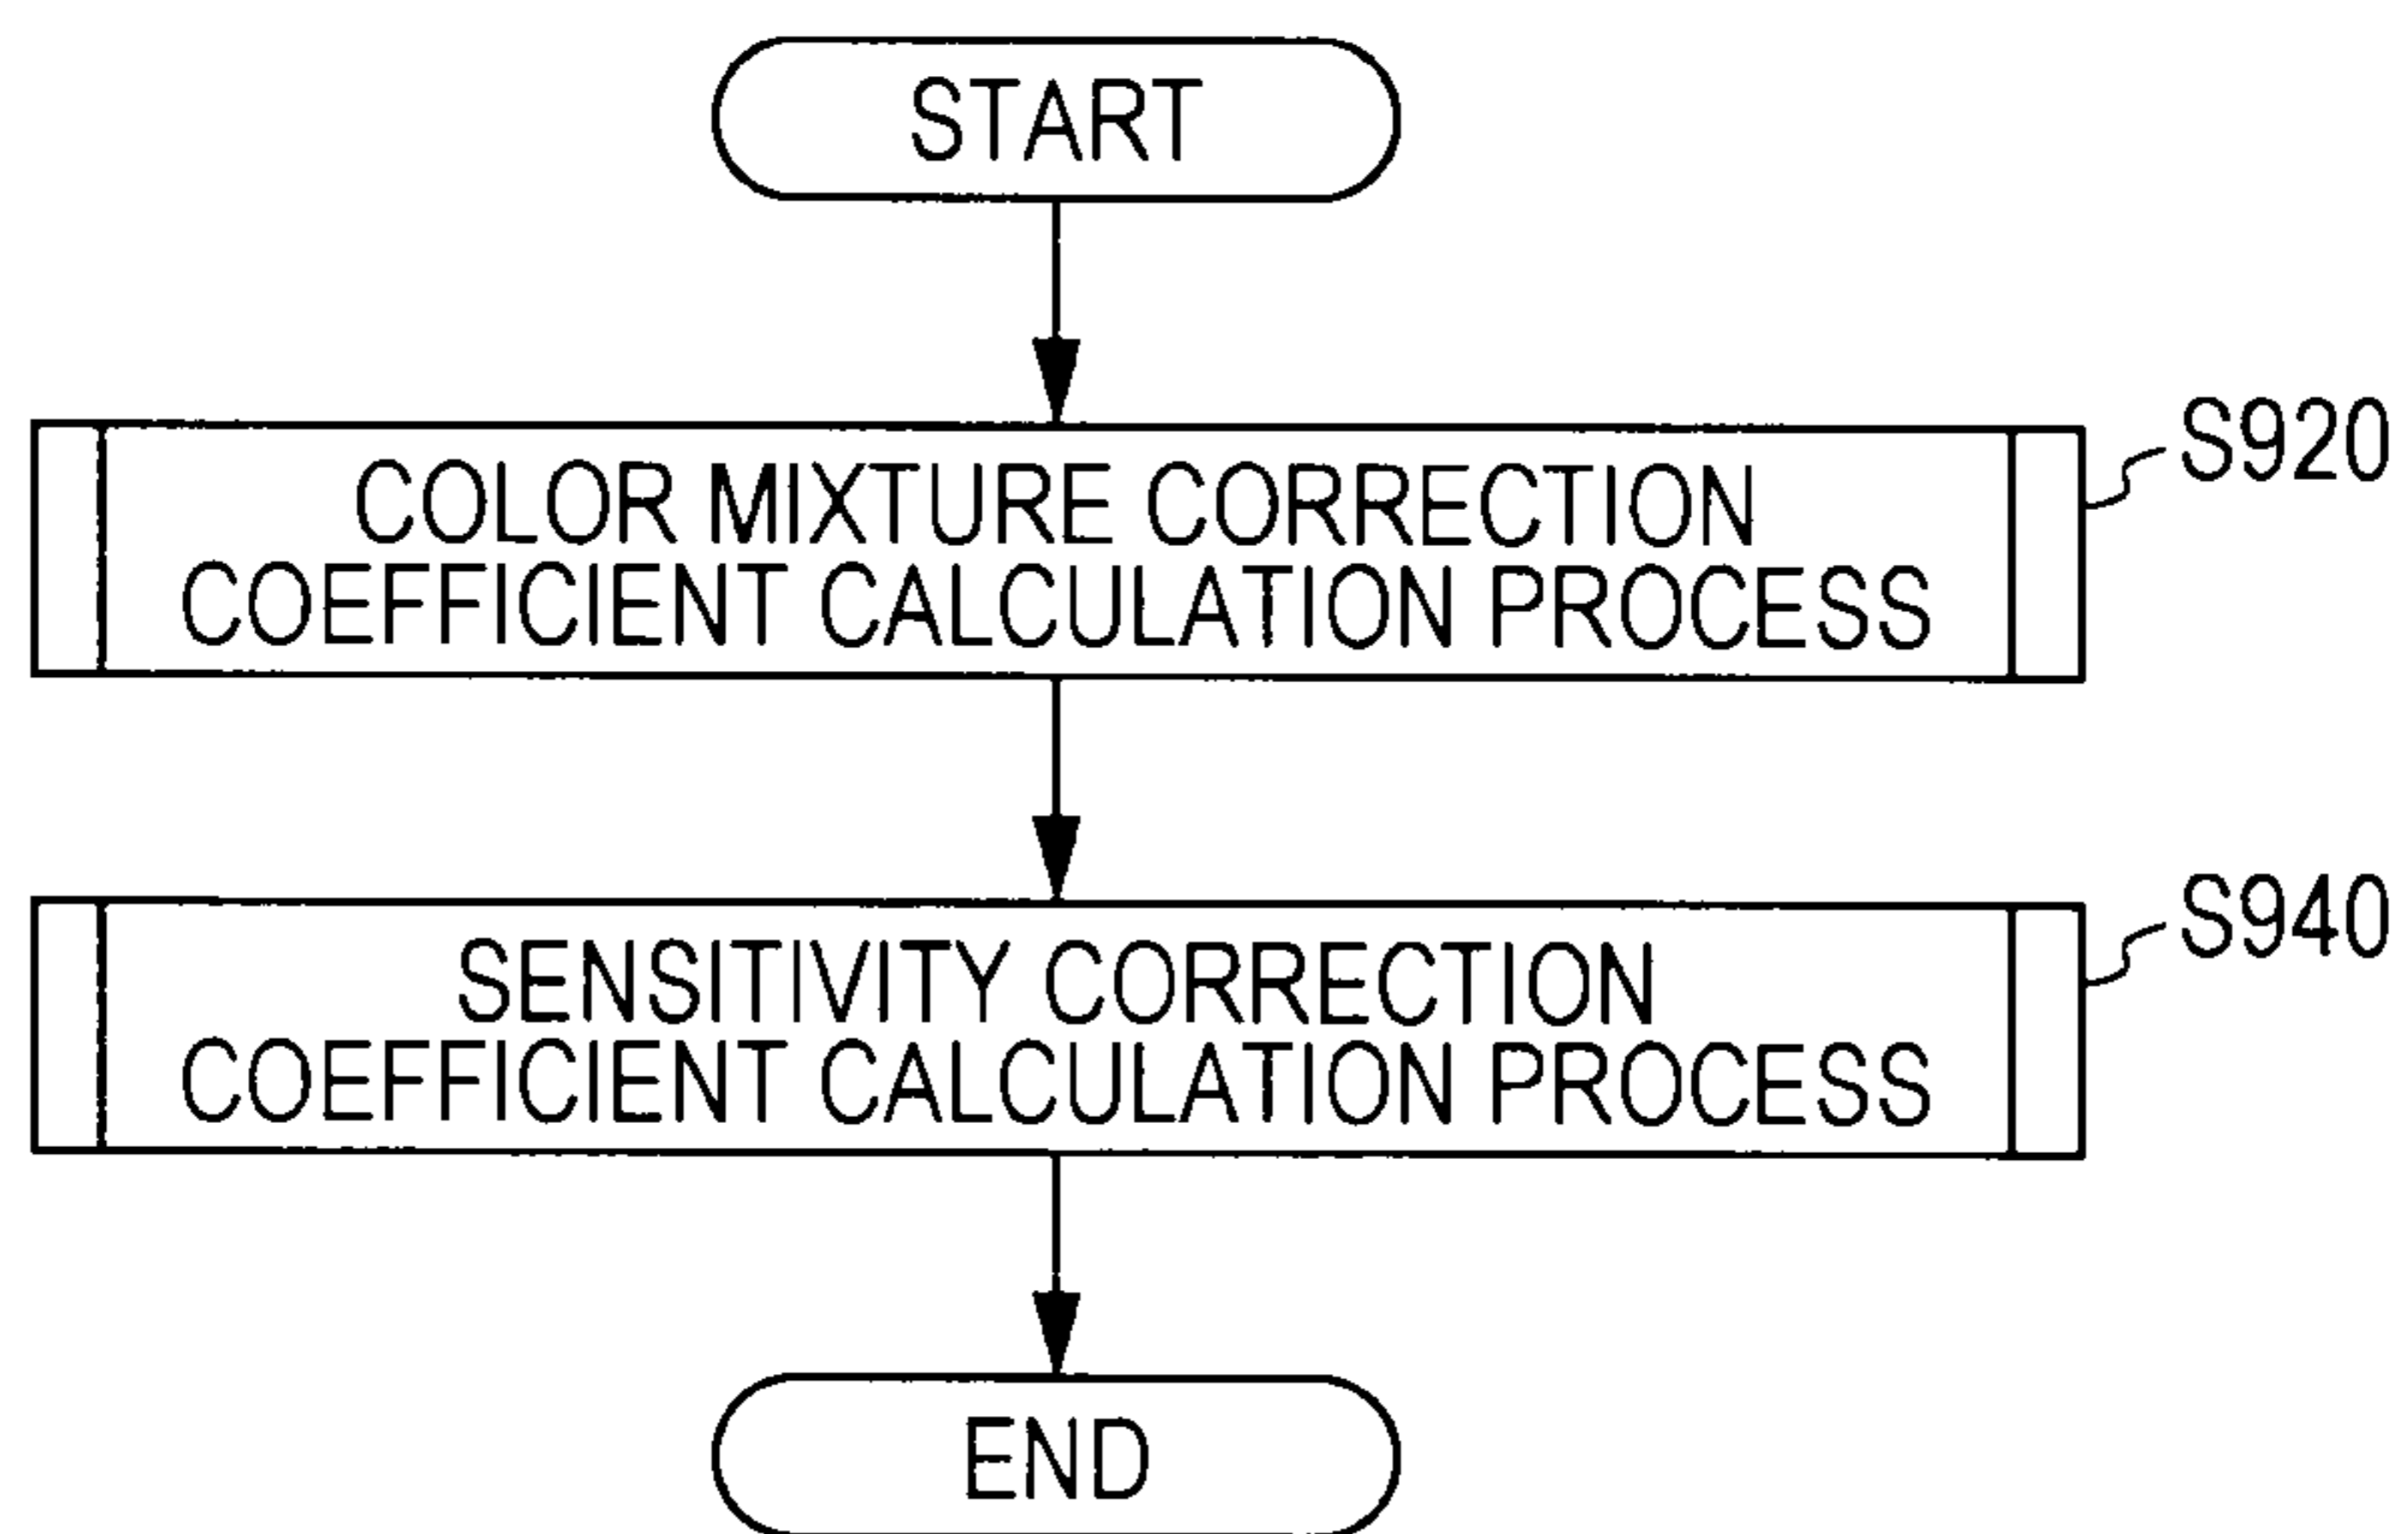 START
COLOR MIXTURE CORRECTION
COEFFICIENT CALCULATION PROCESS
S920
SENSITIVITY CORRECTION
COEFFICIENT CALCULATION PROCESS
S940
END